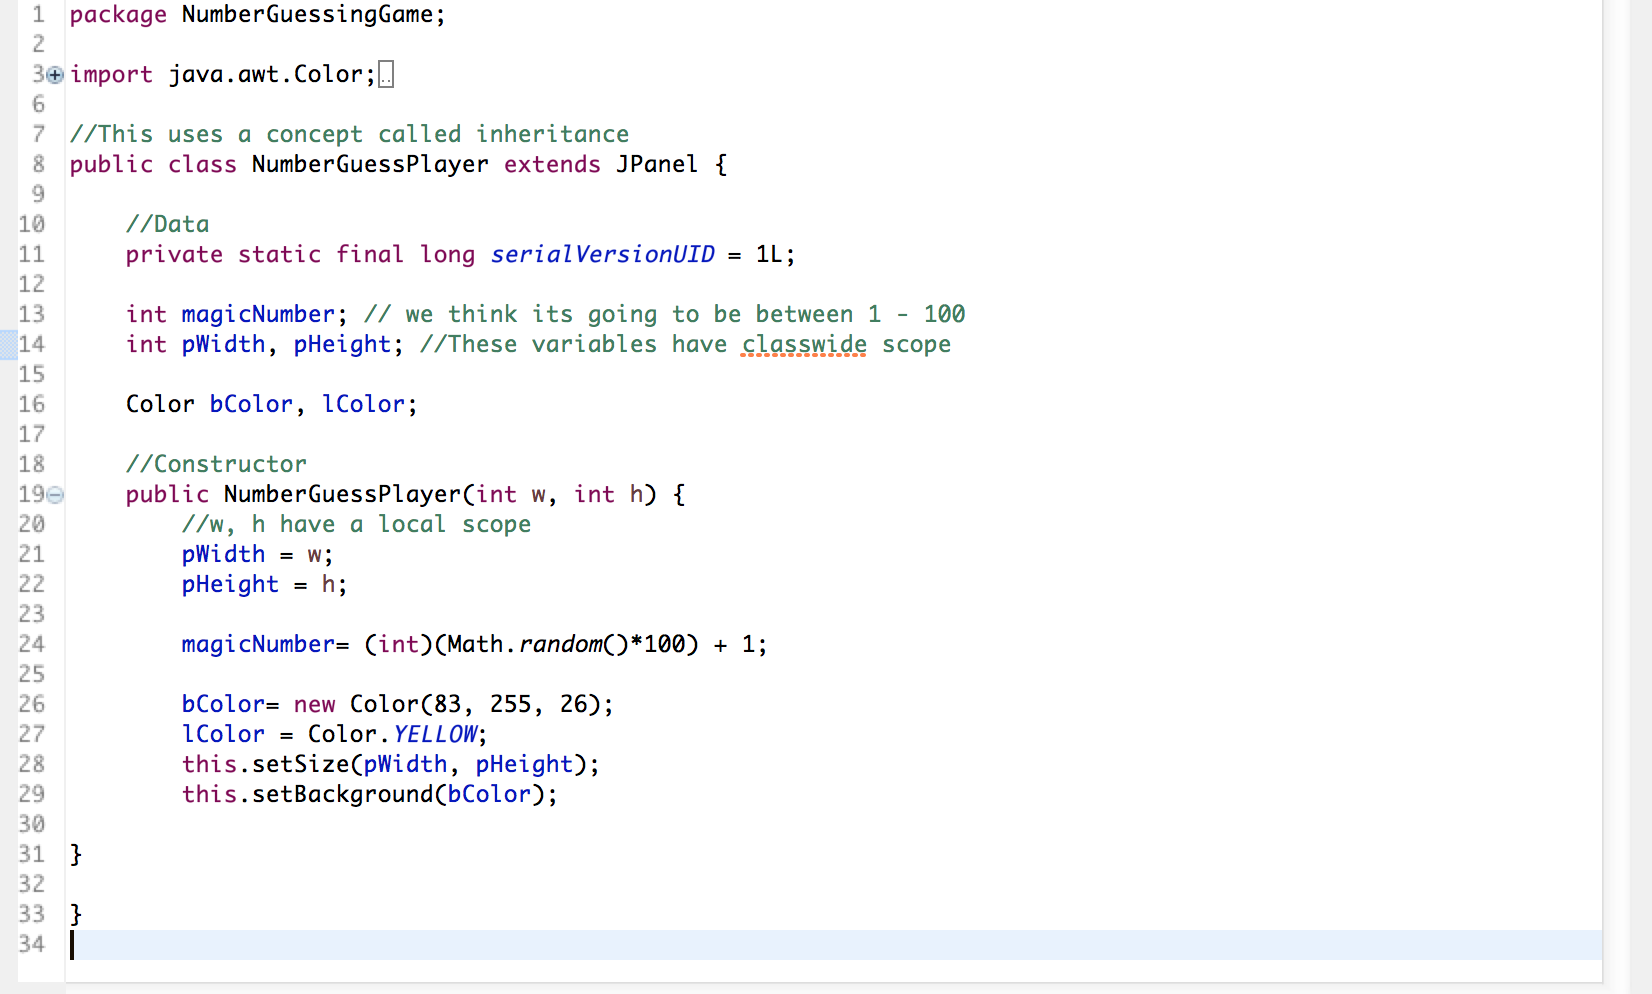 1 package NumberGuessingGame;
2
3 import java.awt.Color;
6
7 //This uses a concept called inheritance
8 public class NumberGuessPlayer extends JPanel {
9
10 //Data
11 private static final long serialVersionUID = 1L;
12
13 int magicNumber; // we think its going to be between 1 - 100
14 int pWidth, pHeight; //These variables have classwide scope
15
16 Color bColor, lColor;
17
18 //Constructor
19 public NumberGuessPlayer(int w, int h) {
20 //w, h have a local scope
21 pWidth = w;
22 pHeight = h;
23
24 magicNumber= (int)(Math.random()*100) + 1;
25
26 bColor= new Color(83, 255, 26);
27 lColor = Color.YELLOW;
28 this.setSize(pWidth, pHeight);
29 this.setBackground(bColor);
30
31 }
32
33 }
34